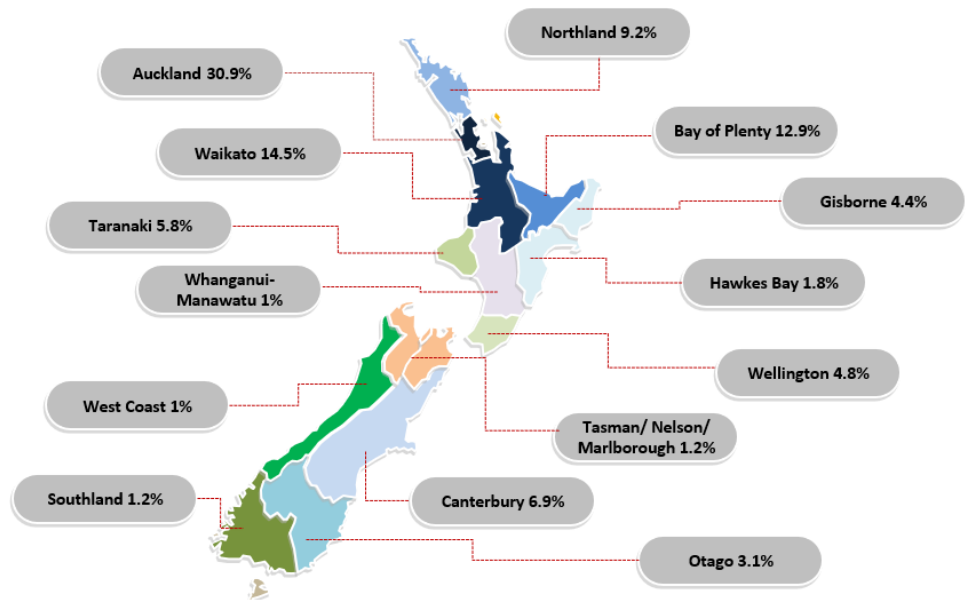 Northland 9.2%
Auckland 30.9%
Bay of Plenty 12.9%
Waikato 14.5%
Gisborne 4.4%
Taranaki 5.8%
Whanganui-
Manawatu 1%
Hawkes Bay 1.8%
Wellington 4.8%
West Coast 1%
Tasman/ Nelson/
Marlborough 1.2%
Southland 1.2%
Canterbury 6.9%
Otago 3.1%